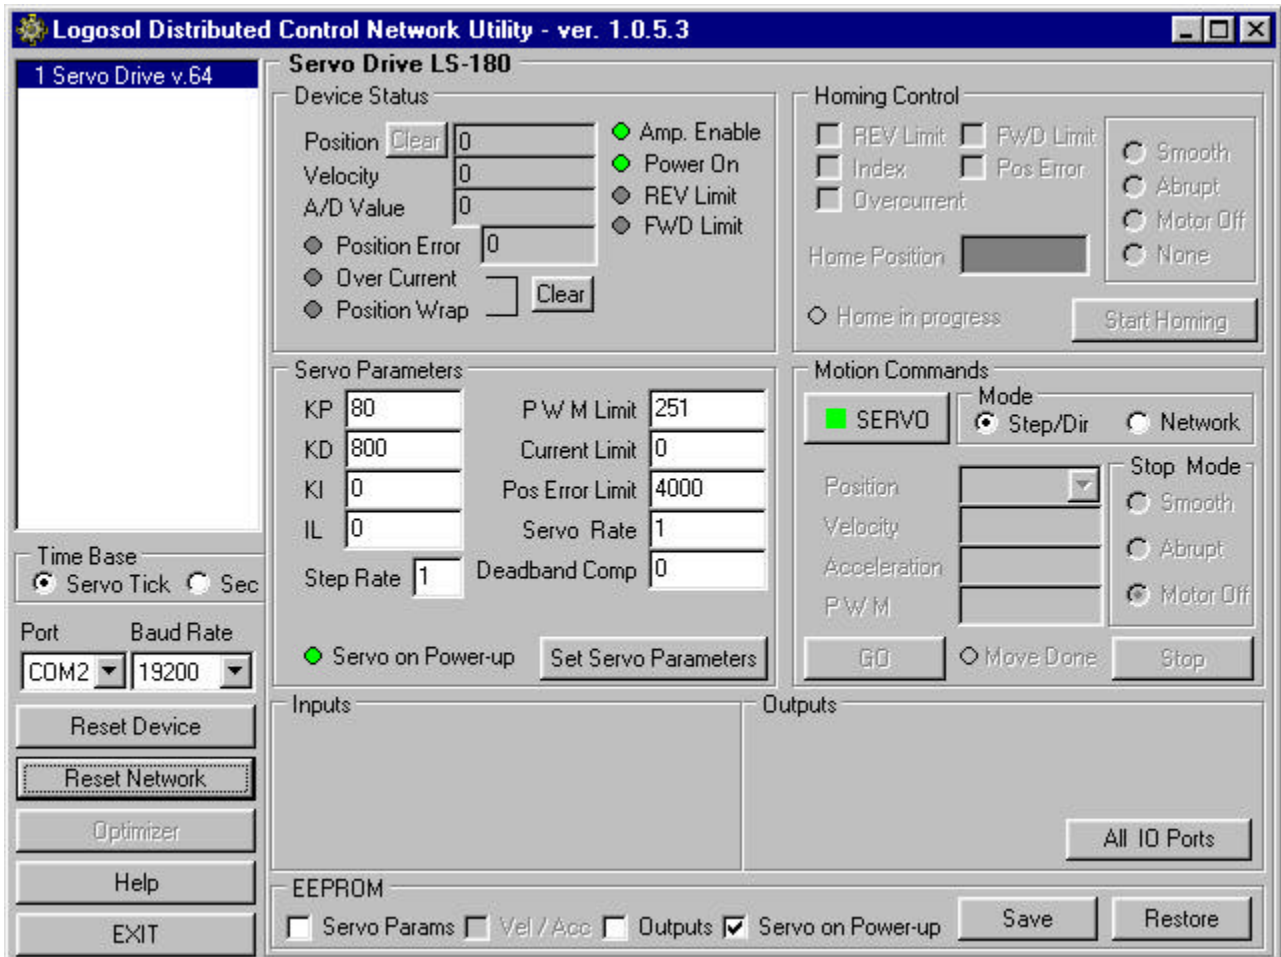 Logosol Distributed Control Network Utility - ver. 1.0.5.3
1 Servo Drive v.64
Time Base
Servo Tick Sec
Port Baud Rate
COM2 19200
Reset Device
Reset Network
Optimizer
Help
EXIT
Servo Drive LS-180
Device Status
Position Clear 0
Velocity 0
A/D Value 0
Position Error 0
Over Current
Position Wrap
Clear
Amp. Enable
Power On
REV Limit
FWD Limit
Homing Control
REV Limit FWD Limit
Index Pos Error
Overcurrent
Smooth
Abrupt
Motor Off
None
Home Position
Home in progress
Start Homing
Servo Parameters
KP 80
KD 800
KI 0
IL 0
Step Rate 1
P W M Limit 251
Current Limit 0
Pos Error Limit 4000
Servo Rate 1
Deadband Comp 0
Servo on Power-up
Set Servo Parameters
Motion Commands
SERVO
Mode
Step/Dir Network
Position
Velocity
Acceleration
P W M
Stop Mode
Smooth
Abrupt
Motor Off
GO
Move Done
Stop
Inputs
Outputs
All IO Ports
EEPROM
Servo Params Vel / Acc Outputs Servo on Power-up
Save
Restore